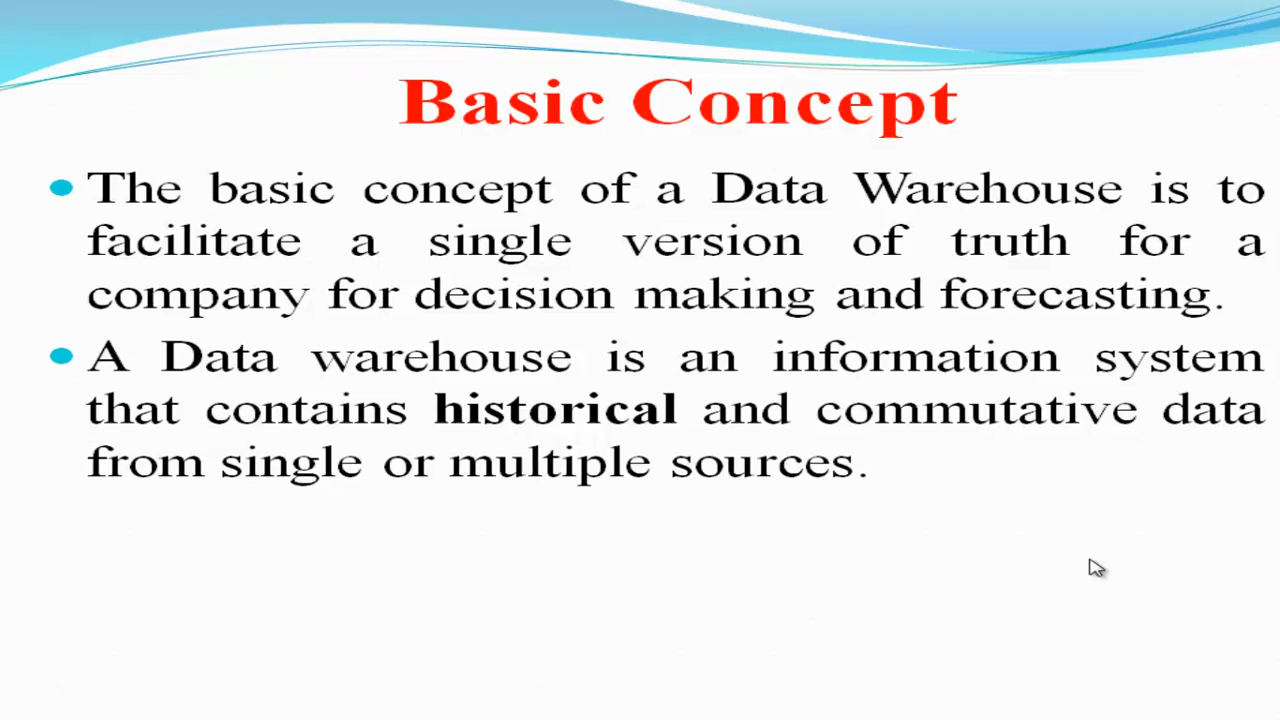 Basic Concept
The basic concept of a Data Warehouse is to
facilitate a single version of truth for a
company for decision making and forecasting.
A Data warehouse is an information system
that contains historical and commutative data
from single or multiple sources.